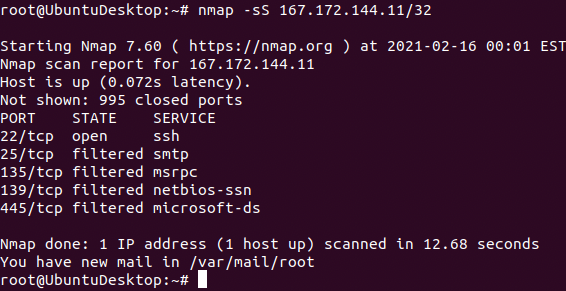 root@UbuntuDesktop:~# nmap -sS 167.172.144.11/32
Starting Nmap 7.60 ( https://nmap.org ) at 2021-02-16 00:01 EST
Nmap scan report for 167.172.144.11
Host is up (0.072s latency).
Not shown: 995 closed ports
PORT    STATE    SERVICE
22/tcp  open     ssh
25/tcp  filtered smtp
135/tcp filtered msrpc
139/tcp filtered netbios-ssn
445/tcp filtered microsoft-ds
Nmap done: 1 IP address (1 host up) scanned in 12.68 seconds
You have new mail in /var/mail/root
root@UbuntuDesktop:~#